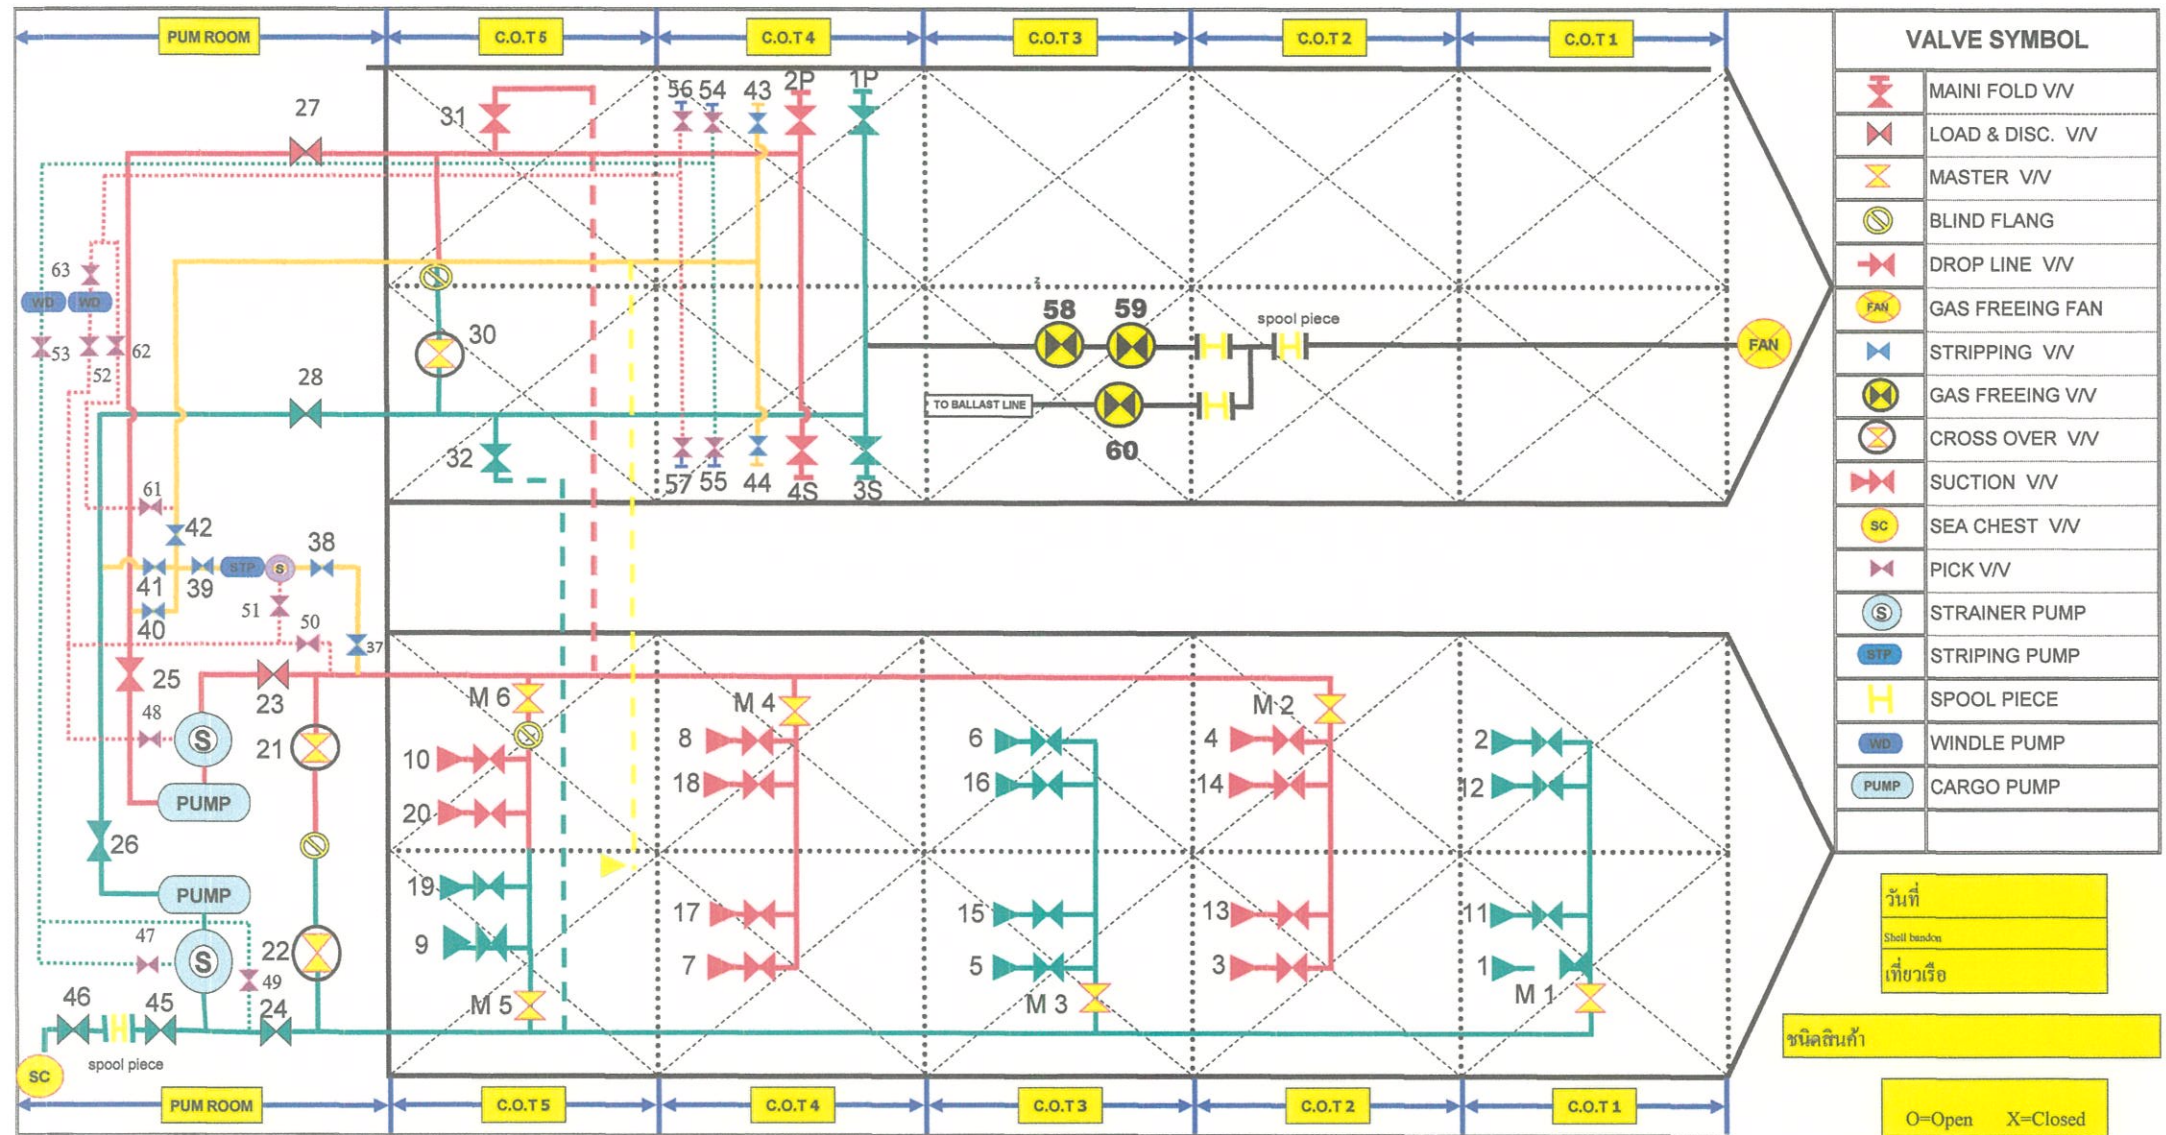 PUM ROOM
C.O.T 5
C.O.T 4
C.O.T 3
C.O.T 2
C.O.T 1
27
31
56
54
43
2P
1P
63
WD
WD
53
52
62
28
30
32
57
55
44
4S
3S
z
58
59
spool piece
FAN
TO BALLAST LINE
60
61
42
41
39
STP
S
38
40
51
50
37
25
23
48
S
21
PUMP
26
PUMP
47
S
22
49
46
45
24
spool piece
SC
M 6
10
20
19
9
M 5
M 4
8
18
17
7
6
16
15
5
M 3
M 2
4
14
13
3
2
12
11
1
M 1
PUM ROOM
C.O.T 5
C.O.T 4
C.O.T 3
C.O.T 2
C.O.T 1
VALVE SYMBOL
MAINI FOLD V/V
LOAD & DISC. V/V
MASTER V/V
BLIND FLANG
DROP LINE V/V
FAN GAS FREEING FAN
STRIPPING V/V
GAS FREEING V/V
CROSS OVER V/V
SUCTION V/V
SC SEA CHEST V/V
PICK V/V
S STRAINER PUMP
STP STRIPING PUMP
SPOOL PIECE
WD WINDLE PUMP
PUMP CARGO PUMP
วันที่
Shell bandon
เที่ยวเรือ
ชนิดสินค้า
O=Open X=Closed